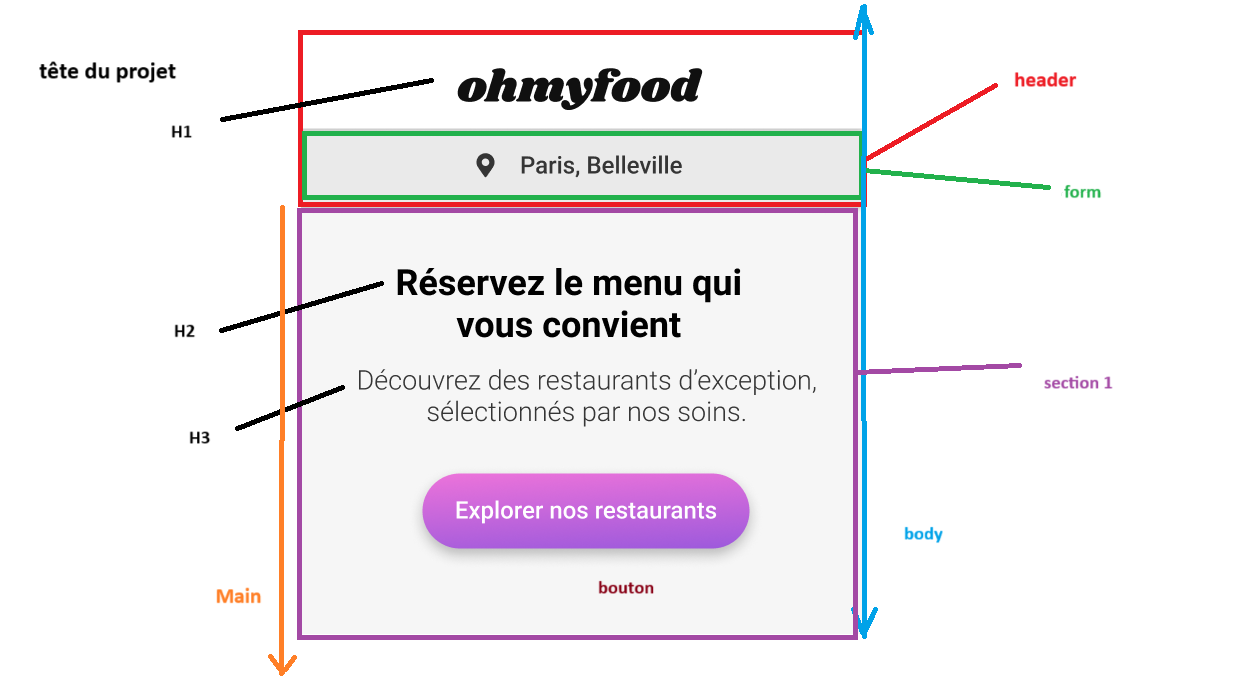 tête du projet
header
ohmyfood
H1
Paris, Belleville
form
Réservez le menu qui
vous convient
H2
Découvrez des restaurants d’exception,
sélectionnés par nos soins.
section 1
H3
Explorer nos restaurants
body
bouton
Main